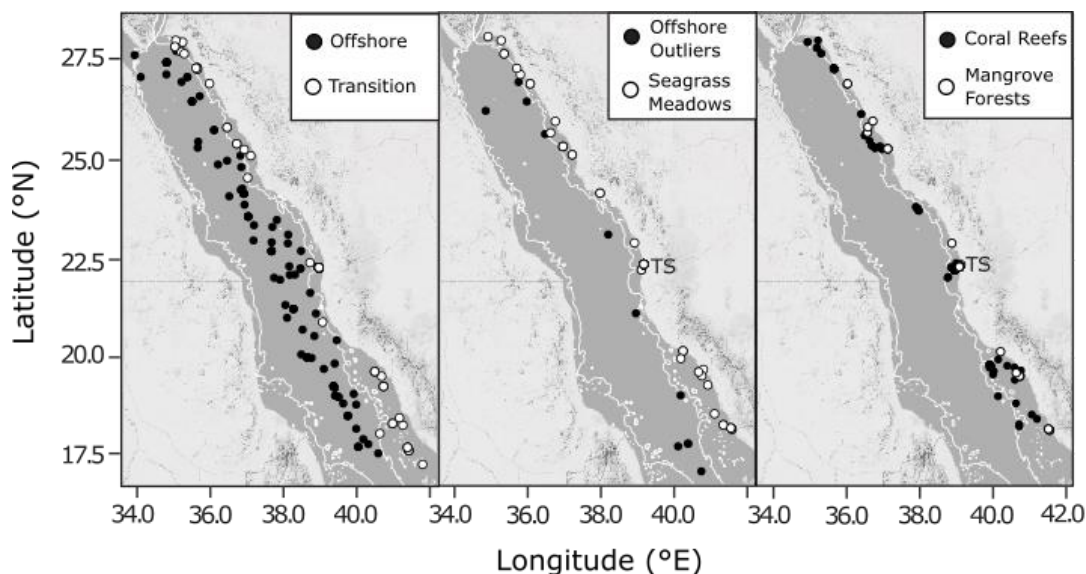 Offshore
Transition
Offshore
Outliers
Seagrass
Meadows
Coral Reefs
Mangrove
Forests
TS
TS
Latitude (°N)
27.5
25.0
22.5
20.0
17.5
34.0 36.0 38.0 40.0 34.0 36.0 38.0 40.0 34.0 36.0 38.0 40.0 42.0
Longitude (°E)